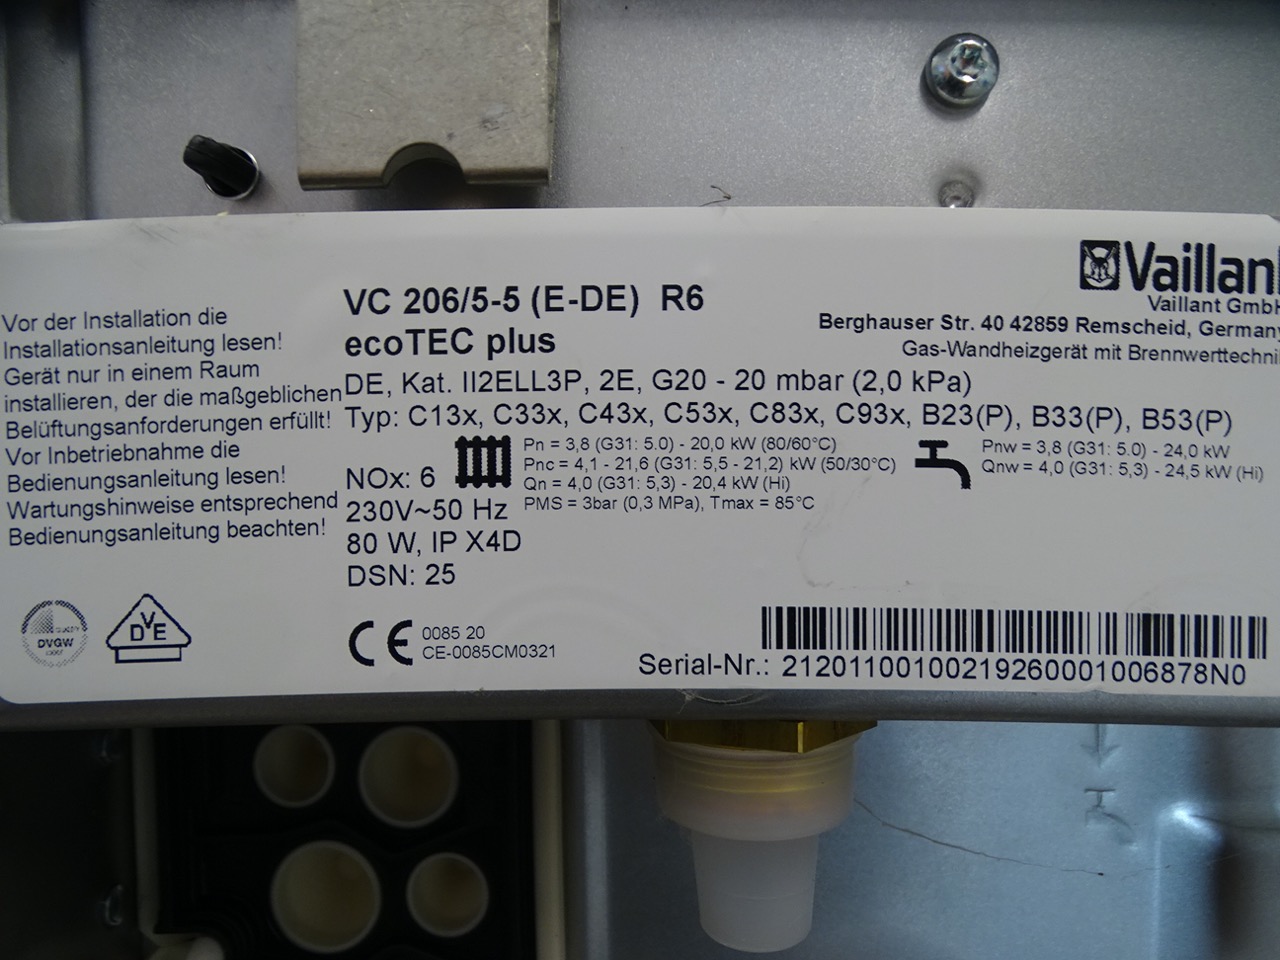 Vaillant
Vaillant GmbH
Berghauser Str. 40 42859 Remscheid, Germany
Gas-Wandheizgerät mit Brennwerttechnik
VC 206/5-5 (E-DE) R6
ecoTEC plus
DE, Kat. II2ELL3P, 2E, G20 - 20 mbar (2,0 kPa)
Typ: C13x, C33x, C43x, C53x, C83x, C93x, B23(P), B33(P), B53(P)
Vor der Installation die
Installationsanleitung lesen!
Gerät nur in einem Raum
installieren, der die maßgeblichen
Belüftungsanforderungen erfüllt!
Vor Inbetriebnahme die
Bedienungsanleitung lesen!
Wartungshinweise entsprechend
Bedienungsanleitung beachten!
NOx: 6
230V~50 Hz
80 W, IP X4D
DSN: 25
Pn = 3,8 (G31: 5.0) - 20,0 kW (80/60°C)
Pnc = 4,1 - 21,6 (G31: 5,5 - 21,2) kW (50/30°C)
Qn = 4,0 (G31: 5,3) - 20,4 kW (Hi)
PMS = 3bar (0,3 MPa), Tmax = 85°C
Pnw = 3,8 (G31: 5.0) - 24,0 kW
Qnw = 4,0 (G31: 5,3) - 24,5 kW (Hi)
DVGW
DVE
CE 0085 20
CE-0085CM0321
Serial-Nr.: 21201100100219260001006878N0